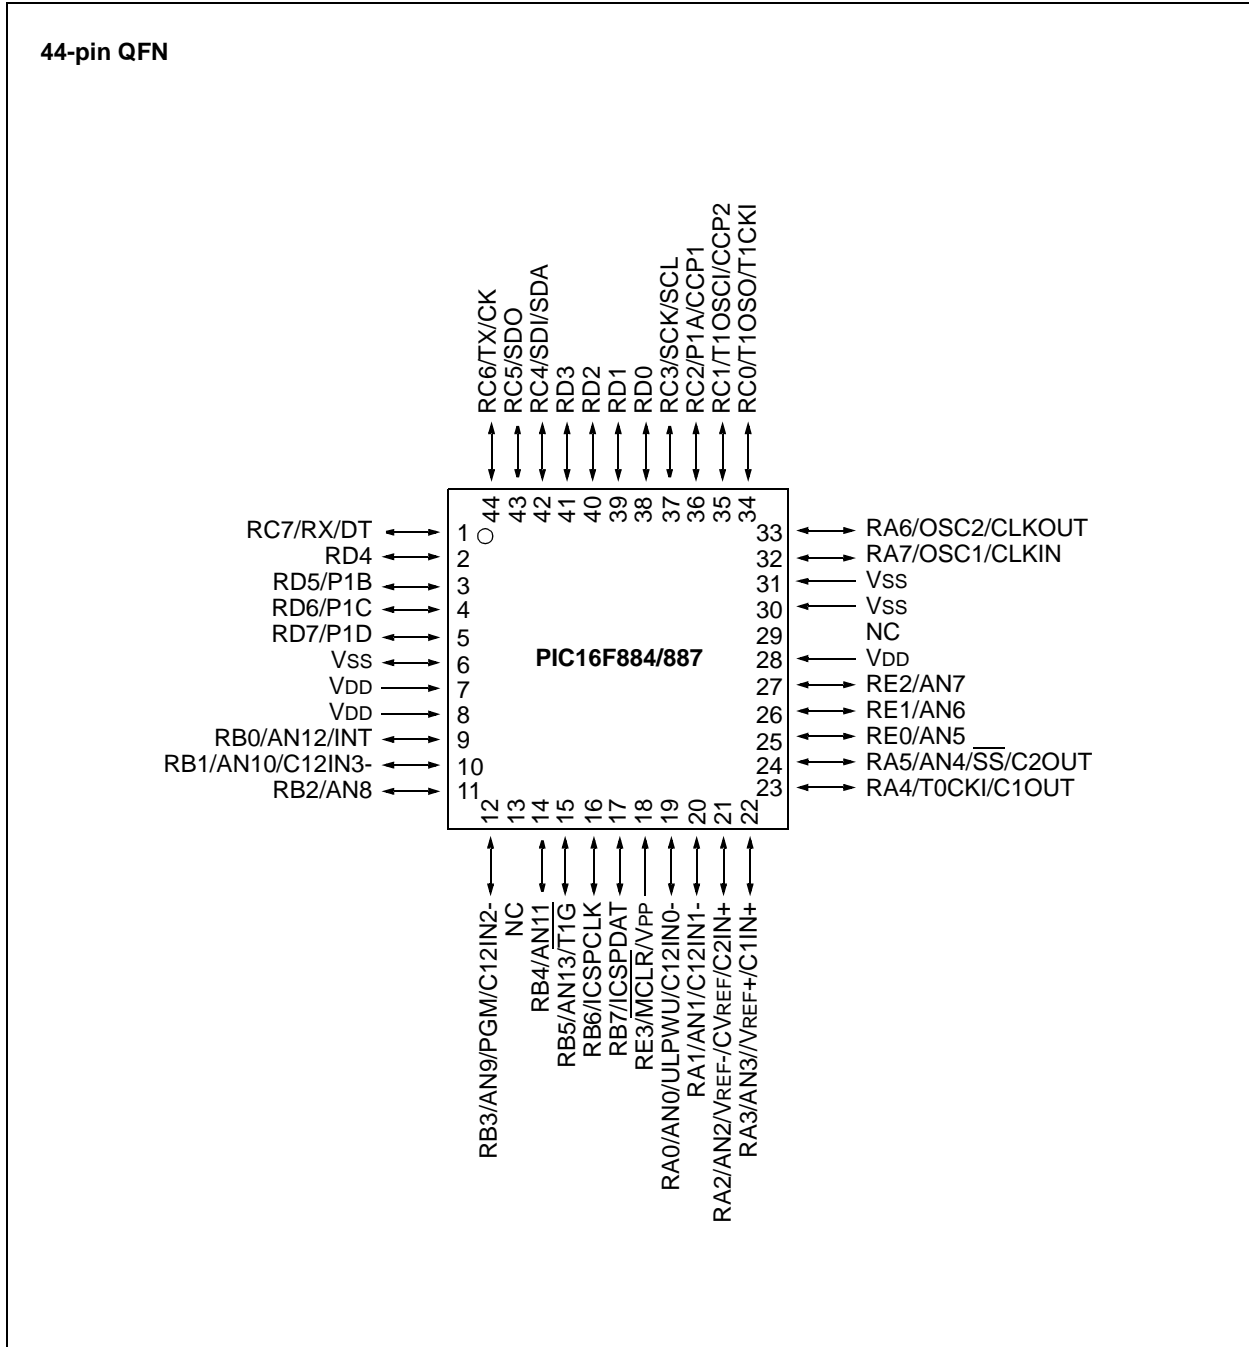 44-pin QFN
RC6/TX/CK
RC5/SDO
RC4/SDI/SDA
RD3
RD2
RD1
RD0
RC3/SCK/SCL
RC2/P1A/CCP1
RC1/T1OSCI/CCP2
RC0/T1OSO/T1CKI
44
43
42
41
40
39
38
37
36
35
34
RC7/RX/DT 1
RD4 2
RD5/P1B 3
RD6/P1C 4
RD7/P1D 5
VSS 6
VDD 7
VDD 8
RB0/AN12/INT 9
RB1/AN10/C12IN3- 10
RB2/AN8 11
PIC16F884/887
33 RA6/OSC2/CLKOUT
32 RA7/OSC1/CLKIN
31 VSS
30 VSS
29 NC
28 VDD
27 RE2/AN7
26 RE1/AN6
25 RE0/AN5
24 RA5/AN4/SS/C2OUT
23 RA4/T0CKI/C1OUT
12
13
14
15
16
17
18
19
20
21
22
RB3/AN9/PGM/C12IN2-
NC
RB4/AN11
RB5/AN13/T1G
RB6/ICSPCLK
RB7/ICSPDAT
RE3/MCLR/VPP
RA0/AN0/ULPWU/C12IN0-
RA1/AN1/C12IN1-
RA2/AN2/VREF-/CVREF/C2IN+
RA3/AN3//VREF+/C1IN+